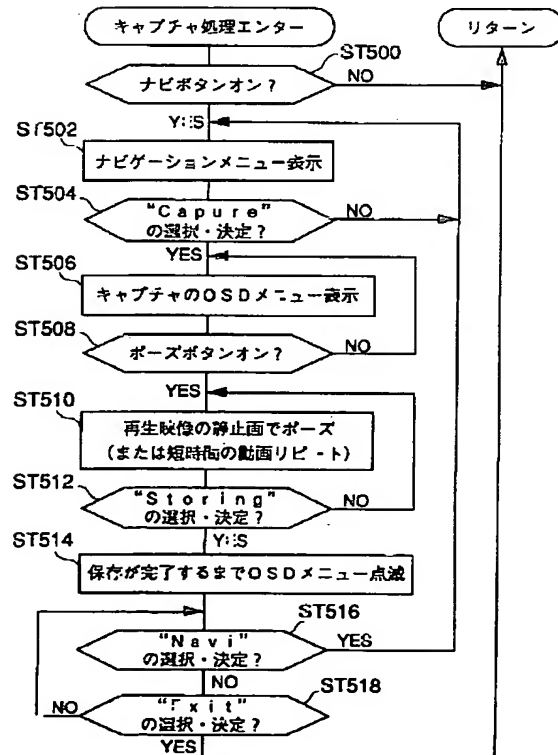 キャプチャ処理エンター
リターン
ST500
ナビボタンオン？
NO
YES
ST502
ナビゲーションメニュー表示
ST504
“Capure”
の選択・決定？
NO
YES
ST506
キャプチャのOSDメニュー表示
ST508
ポーズボタンオン？
NO
YES
ST510
再生映像の静止画でポーズ
（または短時間の動画リピート）
ST512
“Storing”
の選択・決定？
NO
YES
ST514
保存が完了するまでOSDメニュー点滅
ST516
“Navi”
の選択・決定？
YES
NO
ST518
“Exit”
の選択・決定？
NO
YES